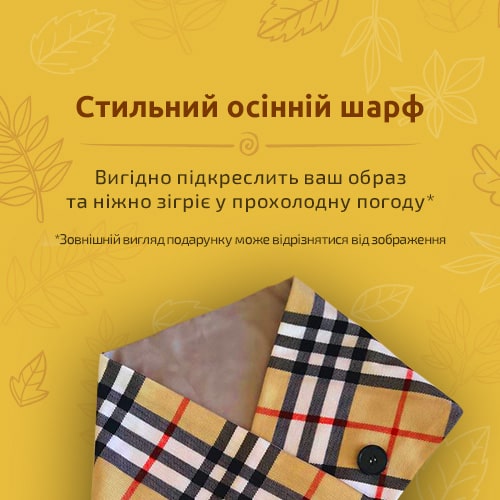 Стильний осінній шарф
Вигідно підкреслить ваш образ
та ніжно зігріє у прохолодну погоду*
*Зовнішній вигляд подарунку може відрізнятися від зображення